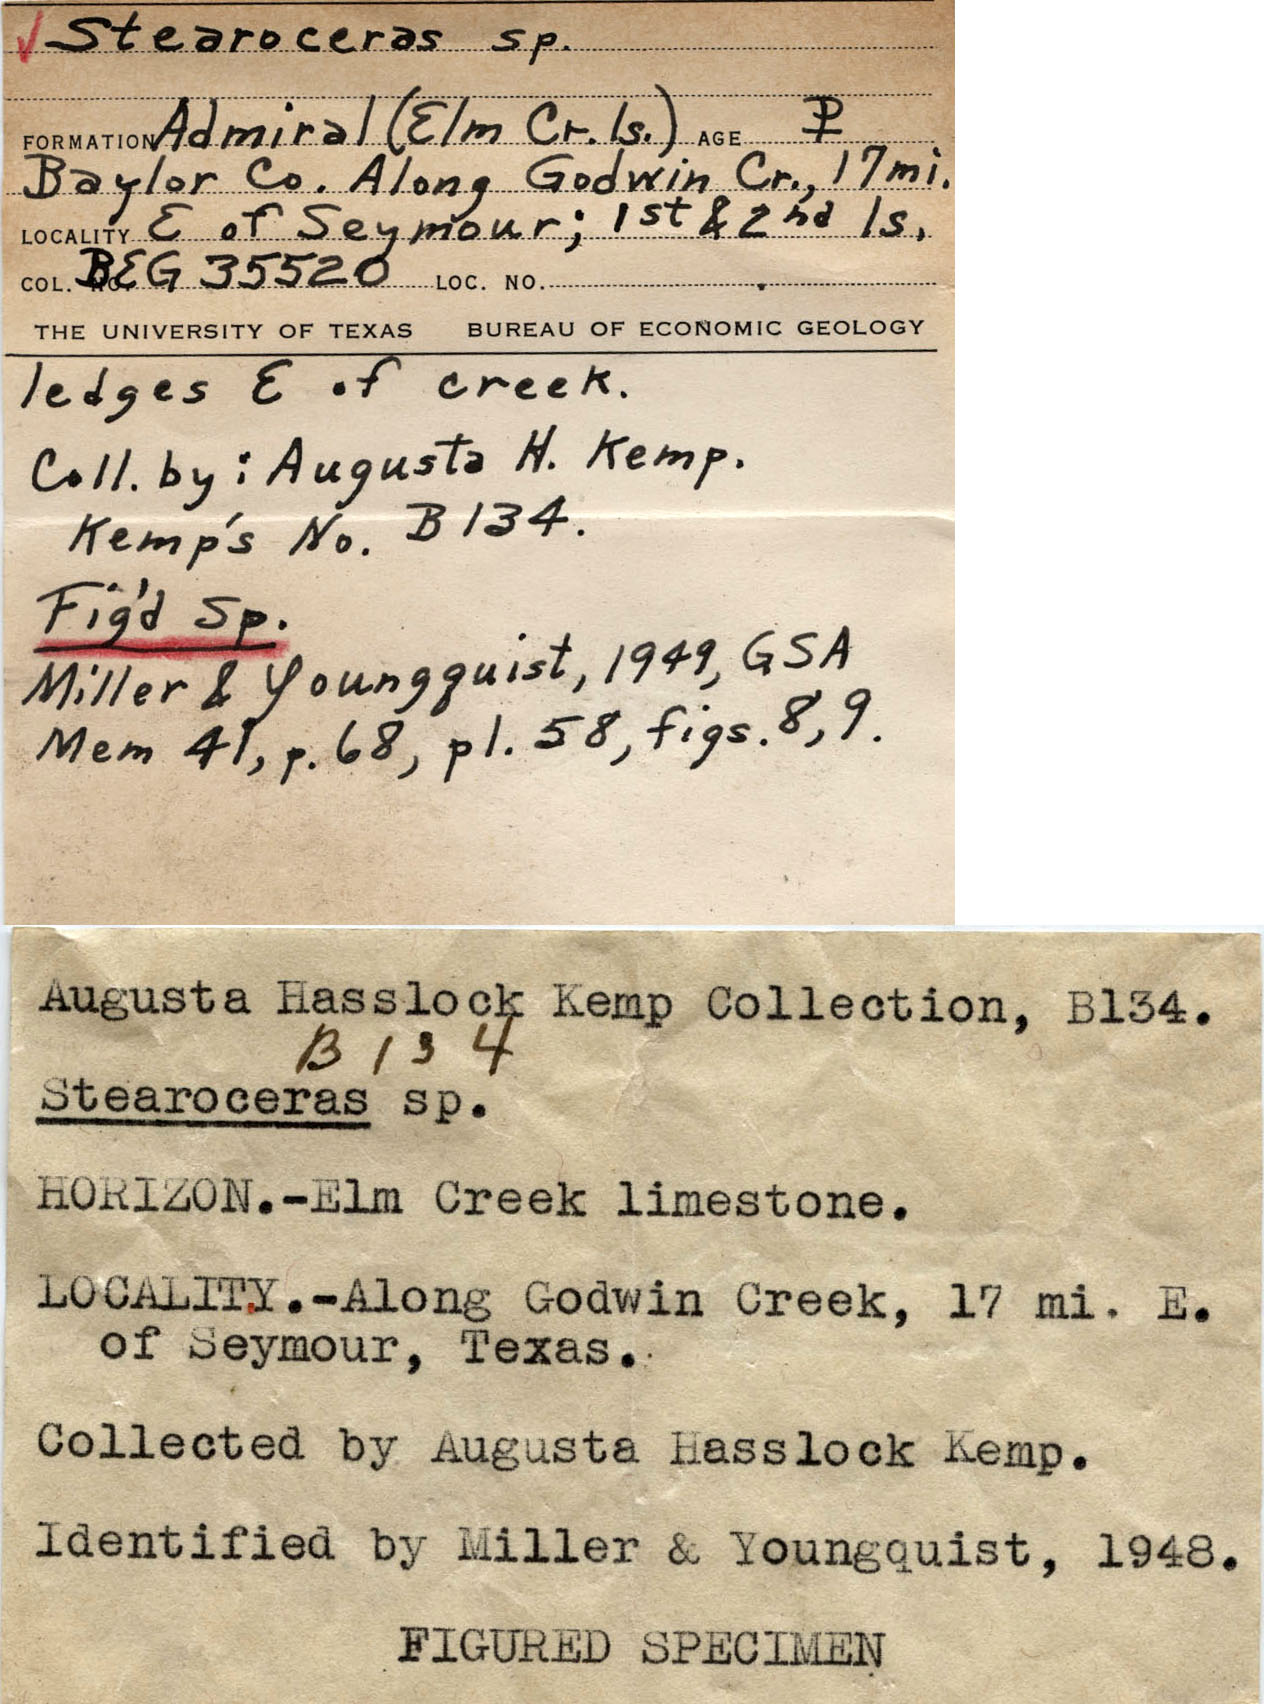 ✓ Stearoceras sp.
FORMATION Admiral (Elm Cr. ls.) AGE P
Baylor Co. Along Godwin Cr., 17 mi.
LOCALITY E of Seymour; 1st & 2nd ls.
COL. NO. BEG 35520 LOC. NO.
THE UNIVERSITY OF TEXAS BUREAU OF ECONOMIC GEOLOGY
ledges E of creek.
Coll. by: Augusta H. Kemp.
Kemp's No. B134.
Fig'd Sp.
Miller & Youngquist, 1949, GSA
Mem 41, p. 68, pl. 58, figs. 8, 9.
Augusta Hasslock Kemp Collection, B134.
B134
Stearoceras sp.
HORIZON.-Elm Creek limestone.
LOCALITY.-Along Godwin Creek, 17 mi. E.
of Seymour, Texas.
Collected by Augusta Hasslock Kemp.
Identified by Miller & Youngquist, 1948.
FIGURED SPECIMEN